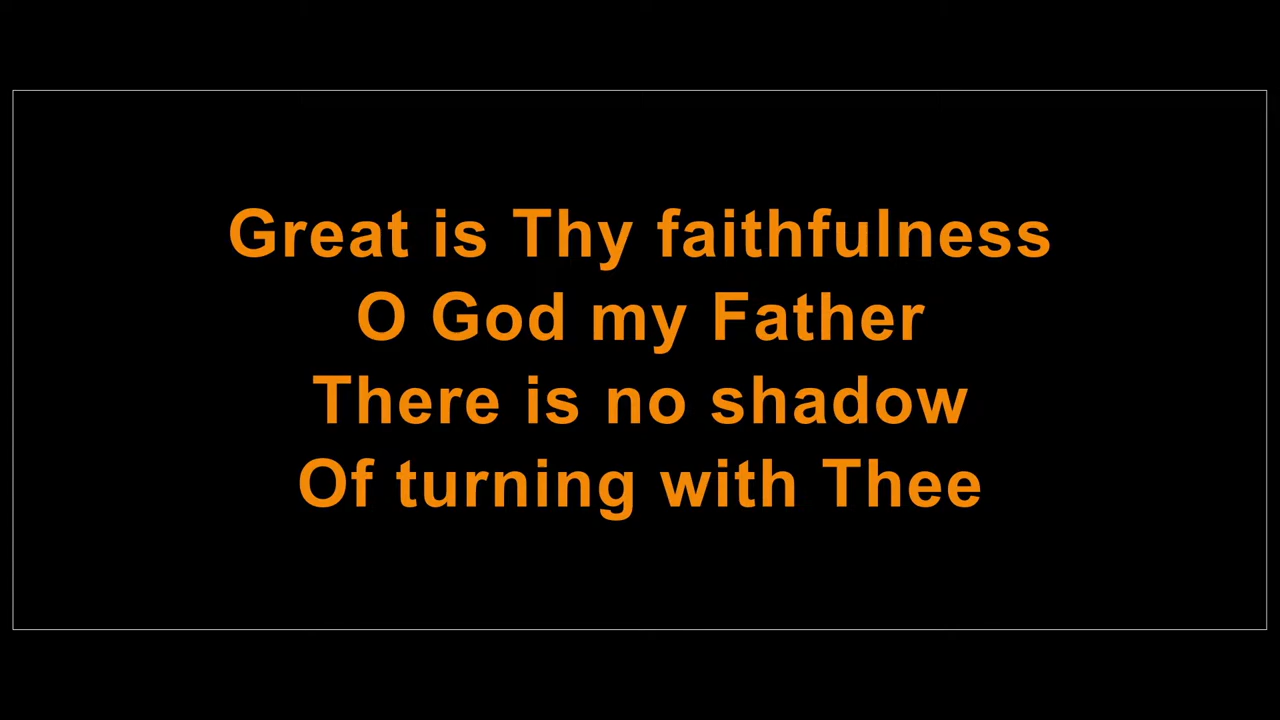 Great is Thy faithfulness
O God my Father
There is no shadow
Of turning with Thee